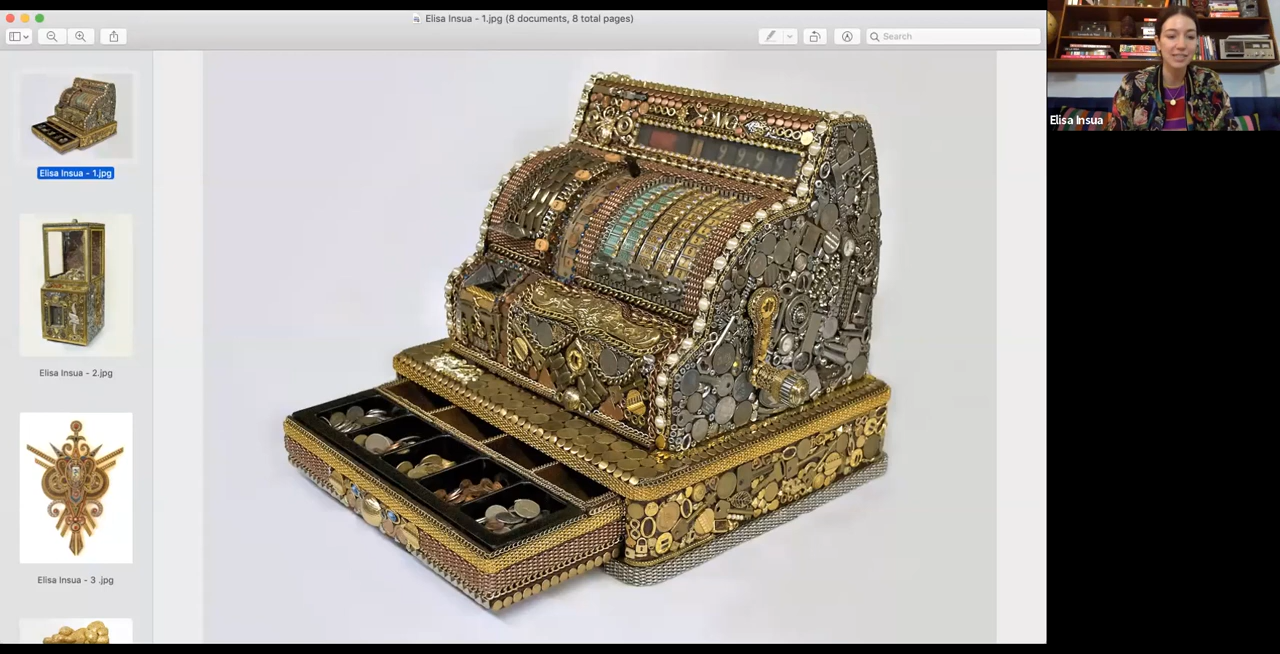 Elisa Insua - 1.jpg (8 documents, 8 total pages)
Search
Elisa Insua - 1.jpg
Elisa Insua - 2.jpg
Elisa Insua - 3 .jpg
Elisa Insua